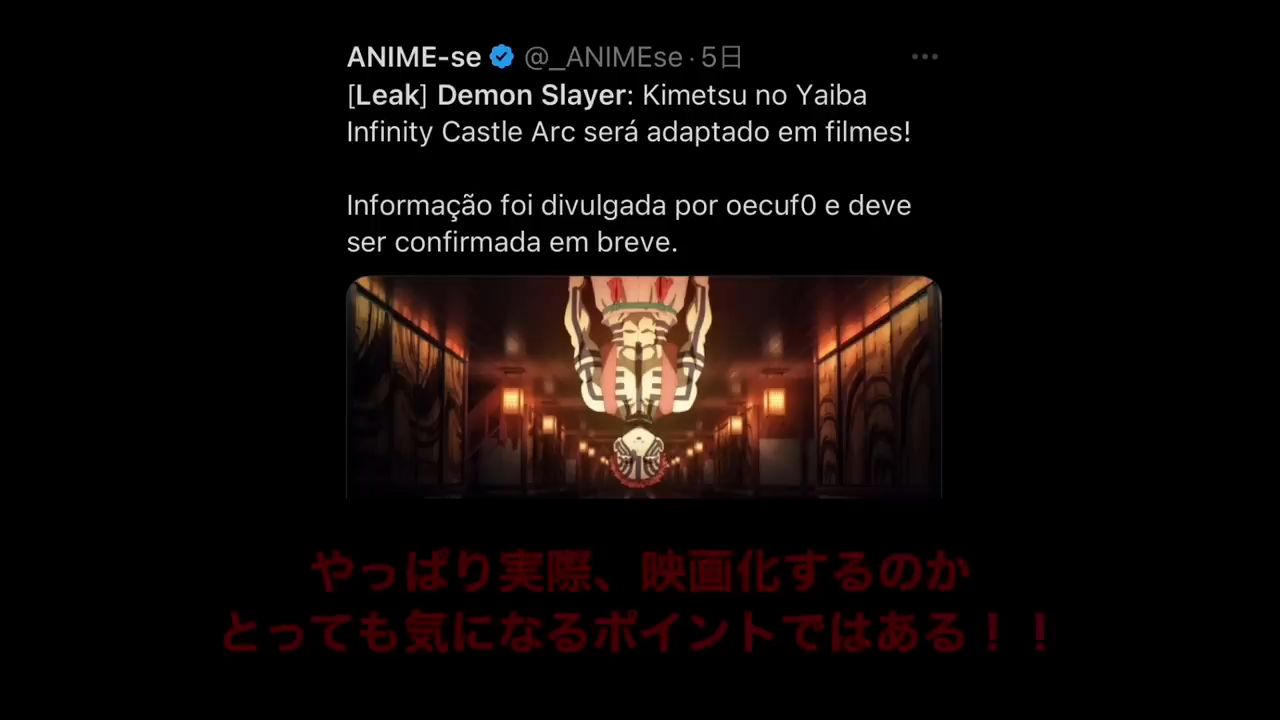 ANIME-se @_ANIMEse · 5日
[Leak] Demon Slayer: Kimetsu no Yaiba
Infinity Castle Arc será adaptado em filmes!
Informação foi divulgada por oecuf0 e deve
ser confirmada em breve.
やっぱり実際、映画化するのか
とっても気になるポイントではある！！